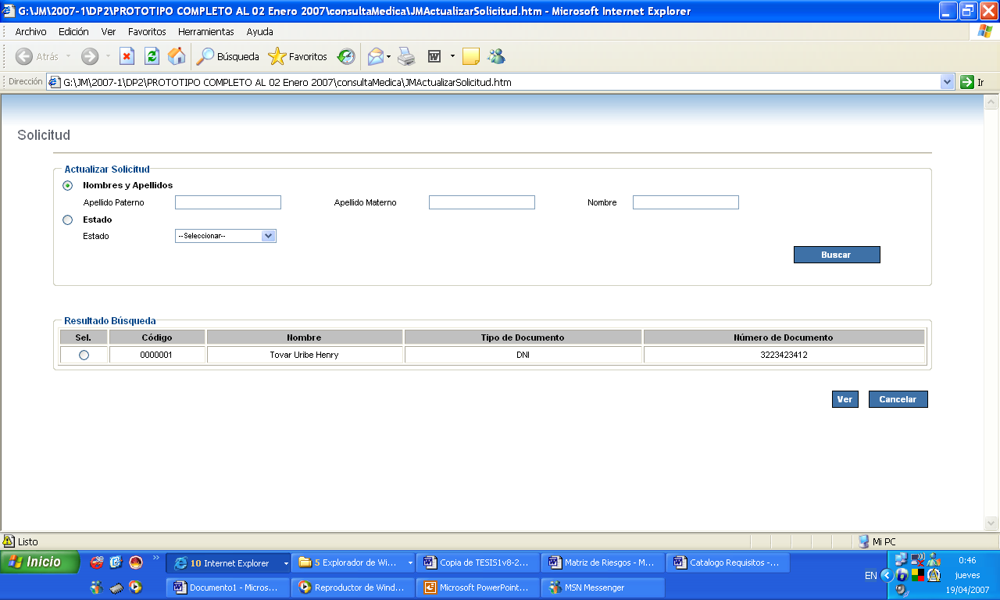 G:\JM\2007-1\DP2\PROTOTIPO COMPLETO AL 02 Enero 2007\consultaMedica\JMActualizarSolicitud.htm - Microsoft Internet Explorer
Archivo Edición Ver Favoritos Herramientas Ayuda
Atrás Búsqueda Favoritos
Dirección G:\JM\2007-1\DP2\PROTOTIPO COMPLETO AL 02 Enero 2007\consultaMedica\JMActualizarSolicitud.htm Ir
Solicitud
Actualizar Solicitud
Nombres y Apellidos
Apellido Paterno Apellido Materno Nombre
Estado
Estado --Seleccionar--
Buscar
Resultado Búsqueda
Sel. Código Nombre Tipo de Documento Número de Documento
0000001 Tovar Uribe Henry DNI 3223423412
Ver Cancelar
Listo Mi PC
Inicio 10 Internet Explorer 5 Explorador de Wi... Copia de TESIS1v8-2... Matriz de Riesgos - M... Catalogo Requisitos -... 0:46
EN jueves
Documento1 - Micros... Reproductor de Wind... Microsoft PowerPoint... MSN Messenger 19/04/2007